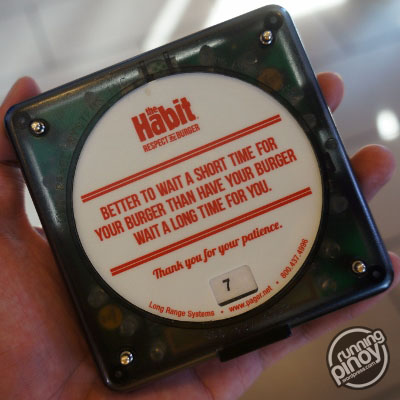 the
Habit
RESPECT THE BURGER
BETTER TO WAIT A SHORT TIME FOR
YOUR BURGER THAN HAVE YOUR BURGER
WAIT A LONG TIME FOR YOU.
Thank you for your patience.
7
Long Range Systems • www.pager.net • 800.437.4996
running
pinoy
wordpress.com